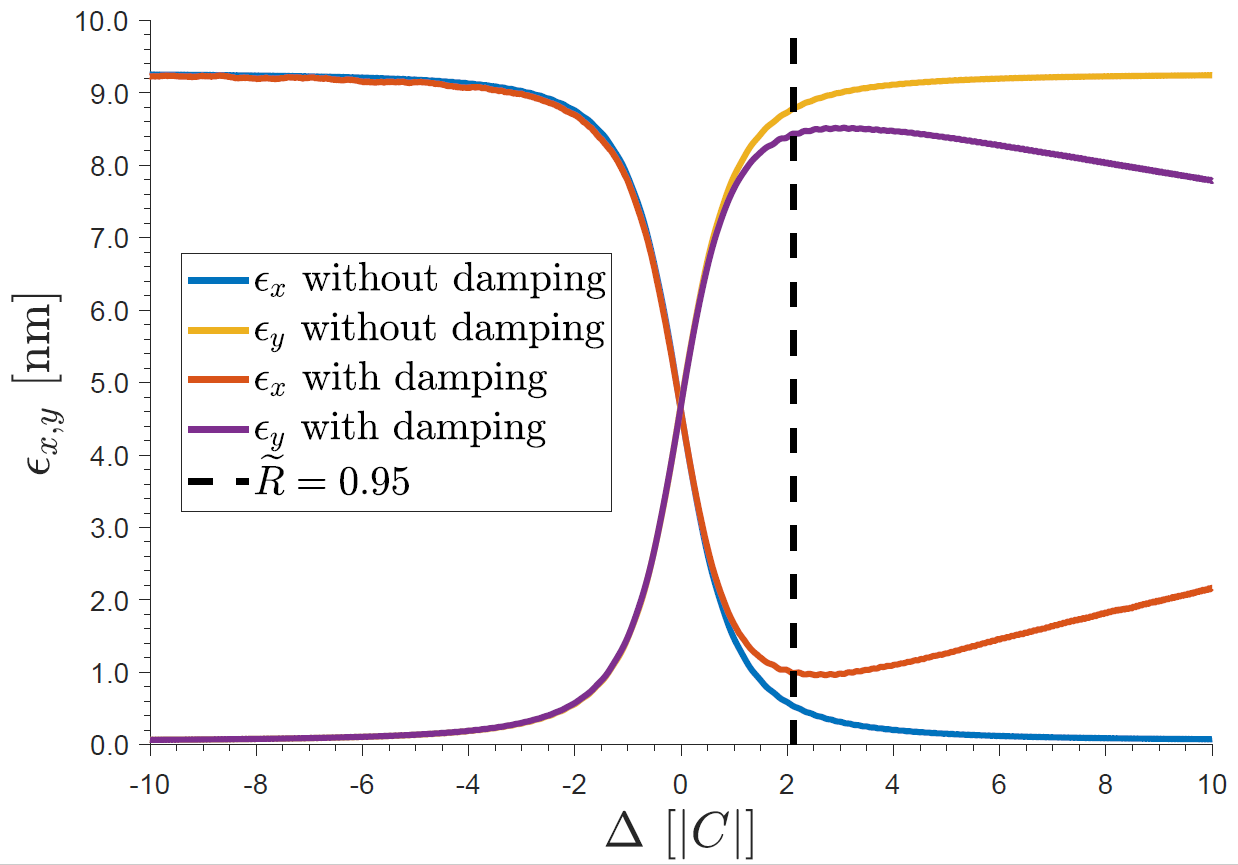 10.0
9.0
8.0
7.0
6.0
5.0
4.0
3.0
2.0
1.0
0.0
ϵx,y [nm]
ϵx without damping
ϵy without damping
ϵx with damping
ϵy with damping
R̃ = 0.95
-10 -8 -6 -4 -2 0 2 4 6 8 10
Δ [|C|]